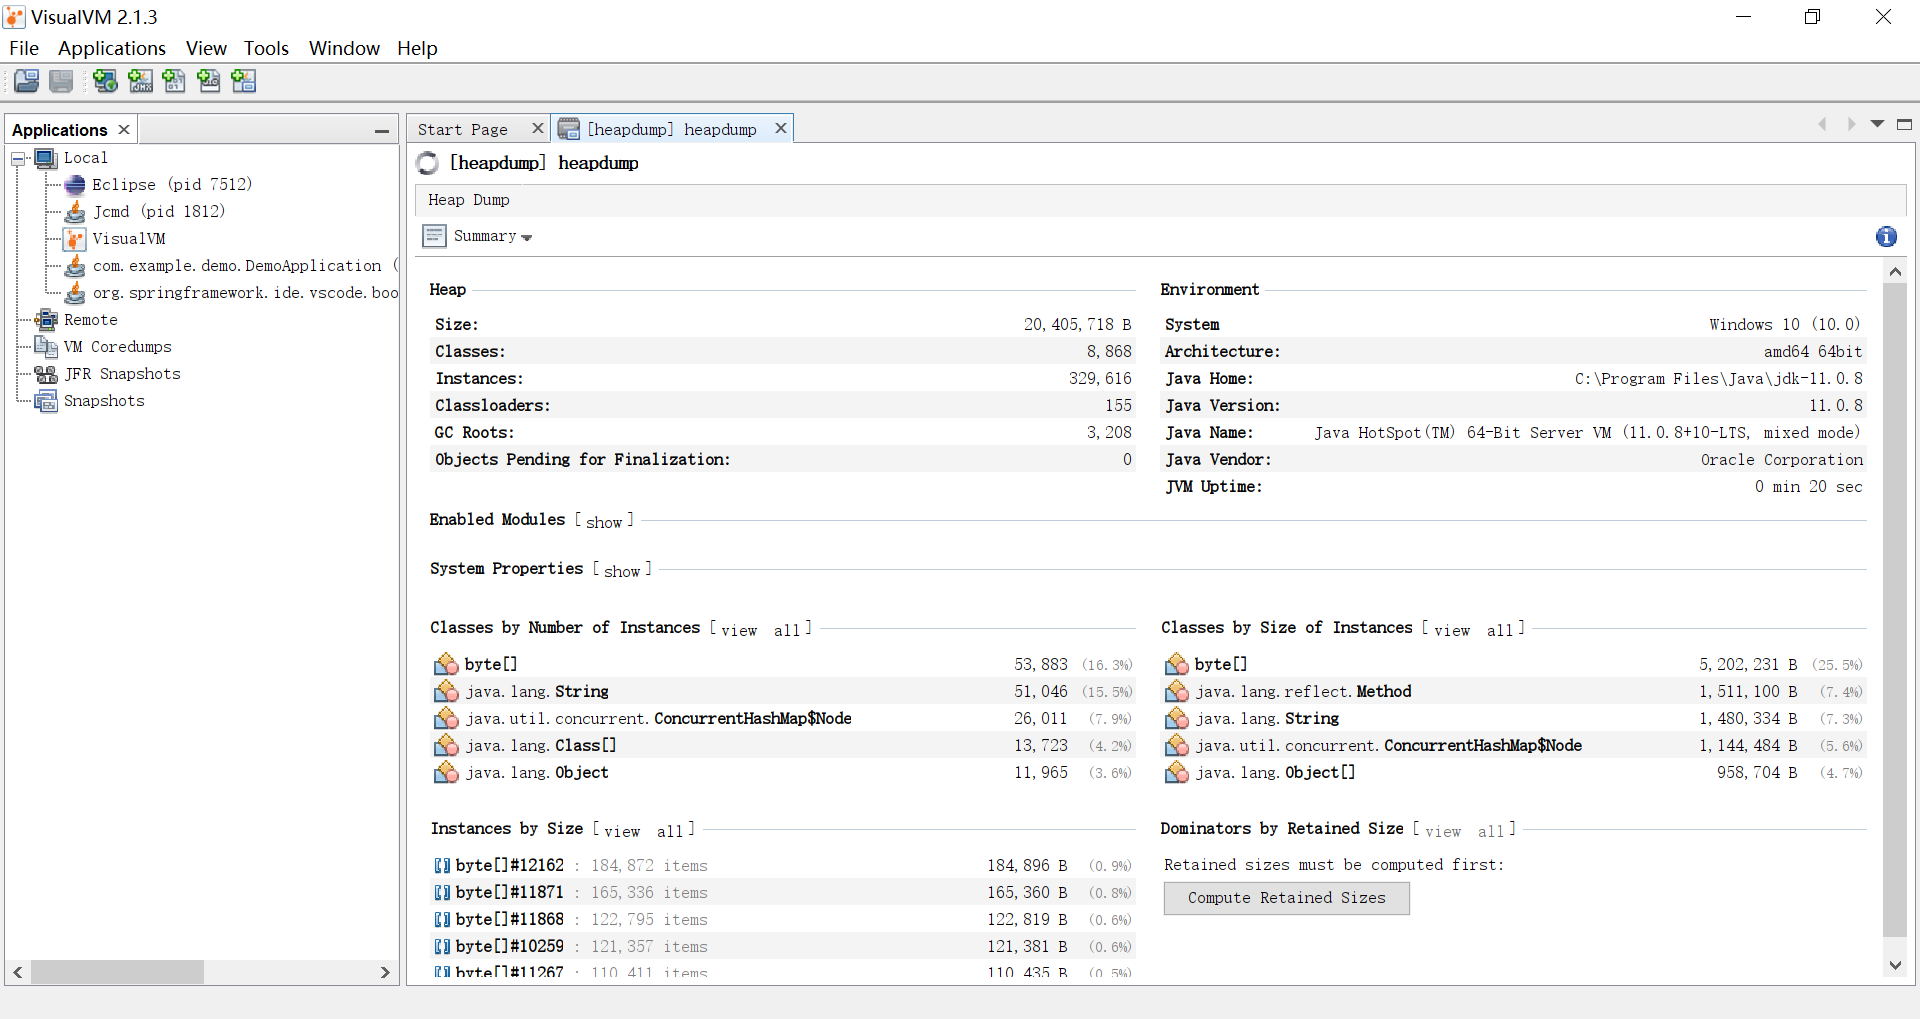 VisualVM 2.1.3
File Applications View Tools Window Help
Applications
Local
Eclipse (pid 7512)
Jcmd (pid 1812)
VisualVM
com.example.demo.DemoApplication (
org.springframework.ide.vscode.boo
Remote
VM Coredumps
JFR Snapshots
Snapshots
Start Page
[heapdump] heapdump
[heapdump] heapdump
Heap Dump
Summary
Heap
Size: 20,405,718 B
Classes: 8,868
Instances: 329,616
Classloaders: 155
GC Roots: 3,208
Objects Pending for Finalization: 0
Environment
System Windows 10 (10.0)
Architecture: amd64 64bit
Java Home: C:\Program Files\Java\jdk-11.0.8
Java Version: 11.0.8
Java Name: Java HotSpot(TM) 64-Bit Server VM (11.0.8+10-LTS, mixed mode)
Java Vendor: Oracle Corporation
JVM Uptime: 0 min 20 sec
Enabled Modules [show]
System Properties [show]
Classes by Number of Instances [view all]
byte[] 53,883 (16.3%)
java.lang.String 51,046 (15.5%)
java.util.concurrent.ConcurrentHashMap$Node 26,011 (7.9%)
java.lang.Class[] 13,723 (4.2%)
java.lang.Object 11,965 (3.6%)
Classes by Size of Instances [view all]
byte[] 5,202,231 B (25.5%)
java.lang.reflect.Method 1,511,100 B (7.4%)
java.lang.String 1,480,334 B (7.3%)
java.util.concurrent.ConcurrentHashMap$Node 1,144,484 B (5.6%)
java.lang.Object[] 958,704 B (4.7%)
Instances by Size [view all]
byte[]#12162 : 184,872 items 184,896 B (0.9%)
byte[]#11871 : 165,336 items 165,360 B (0.8%)
byte[]#11868 : 122,795 items 122,819 B (0.6%)
byte[]#10259 : 121,357 items 121,381 B (0.6%)
byte[]#11267 : 110,411 items 110,435 B (0.5%)
Dominators by Retained Size [view all]
Retained sizes must be computed first:
Compute Retained Sizes